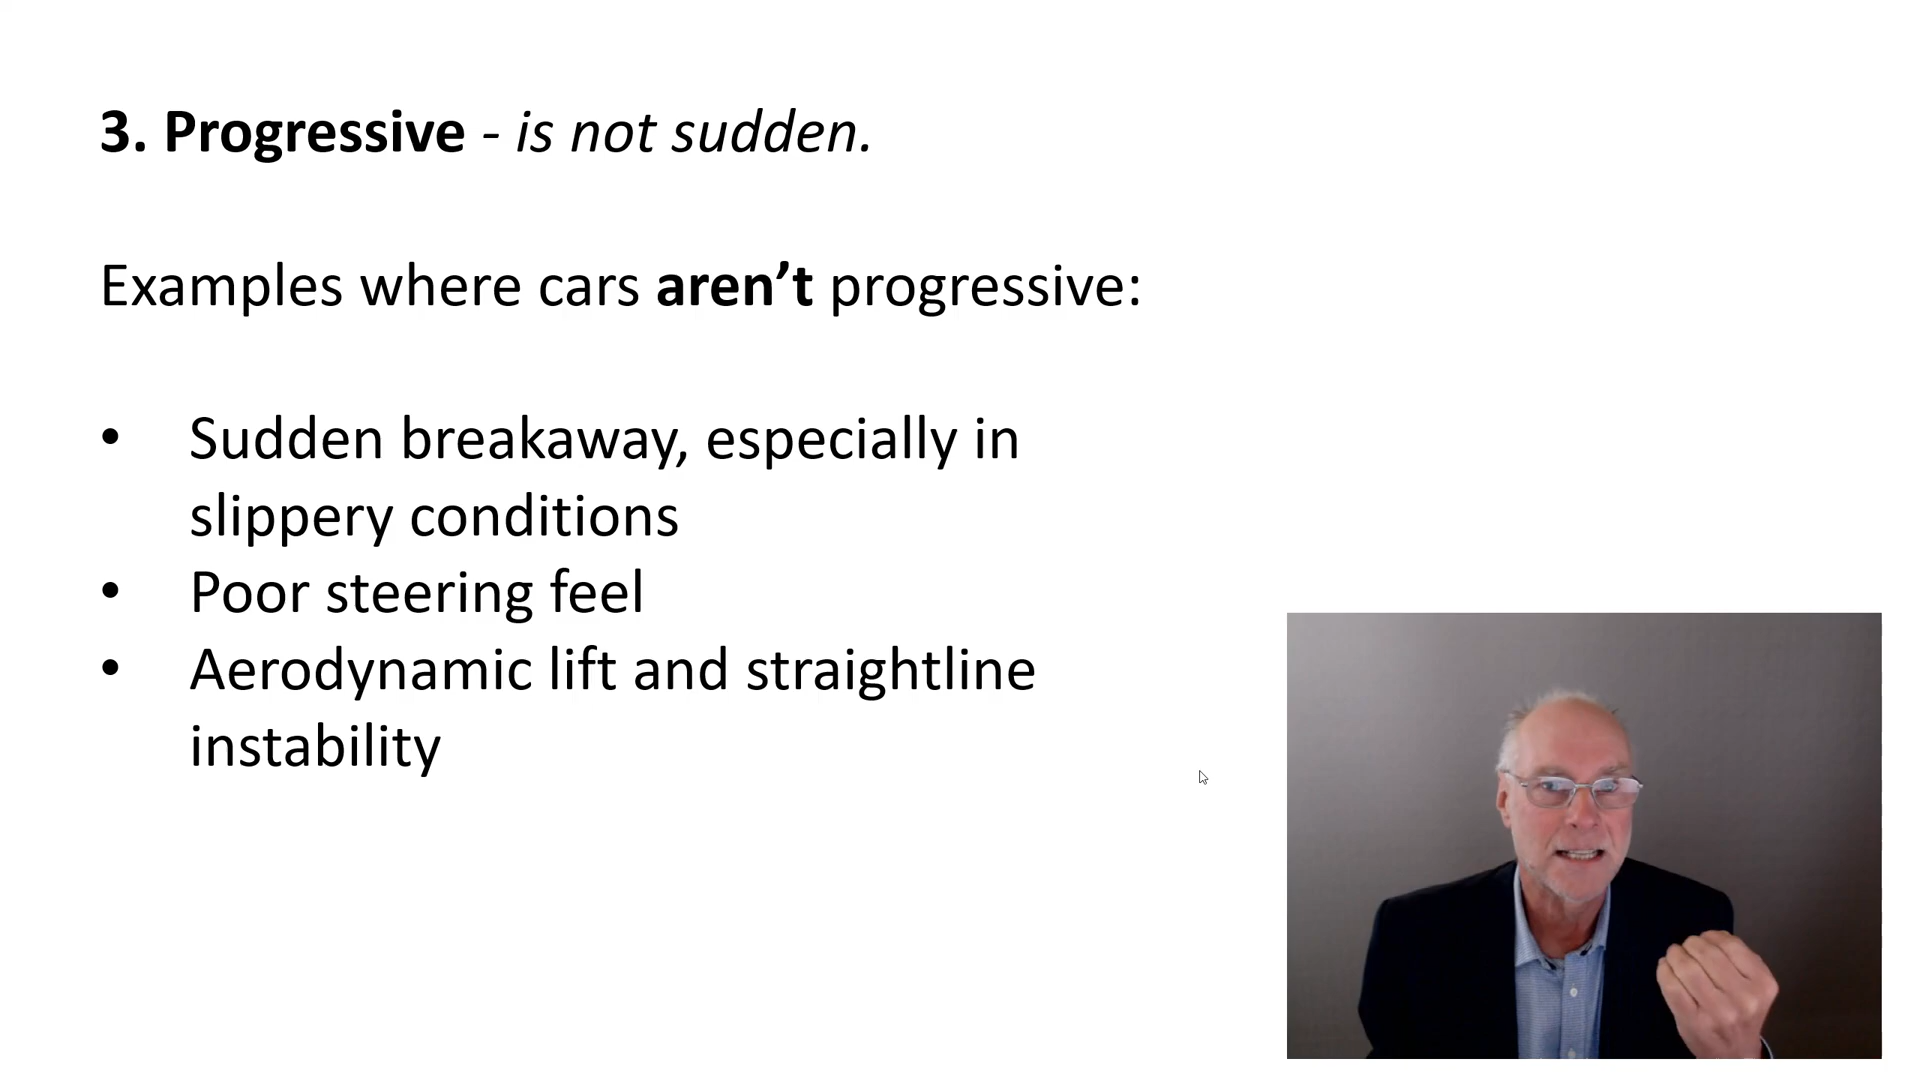 3. Progressive - is not sudden.
Examples where cars aren’t progressive:
• Sudden breakaway, especially in
slippery conditions
• Poor steering feel
• Aerodynamic lift and straightline
instability